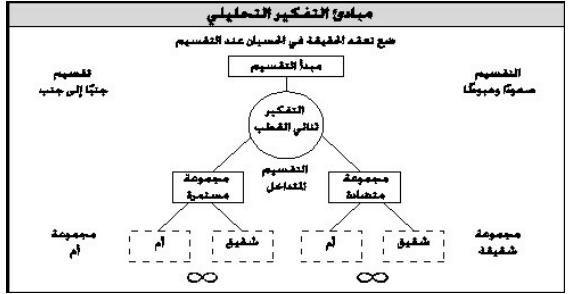 مبادئ التفكير التحليلي
ضع تعقد الحقيقة في الحسبان عند التقسيم
مبدأ التقسيم
التقسيم
صعودًا وهبوطًا
تقسيم
جنبًا إلى جنب
التفكير
ثنائي القطب
التقسيم
المتداخل
مجموعة
متضادة
مجموعة
مستمرة
مجموعة
شقيقة
شقيق
أم
شقيق
أم
مجموعة
أم
∞
∞